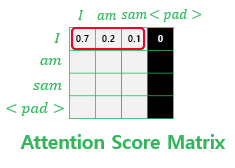 I am sam < pad >
I 0.7 0.2 0.1 0
am
sam
< pad >
Attention Score Matrix